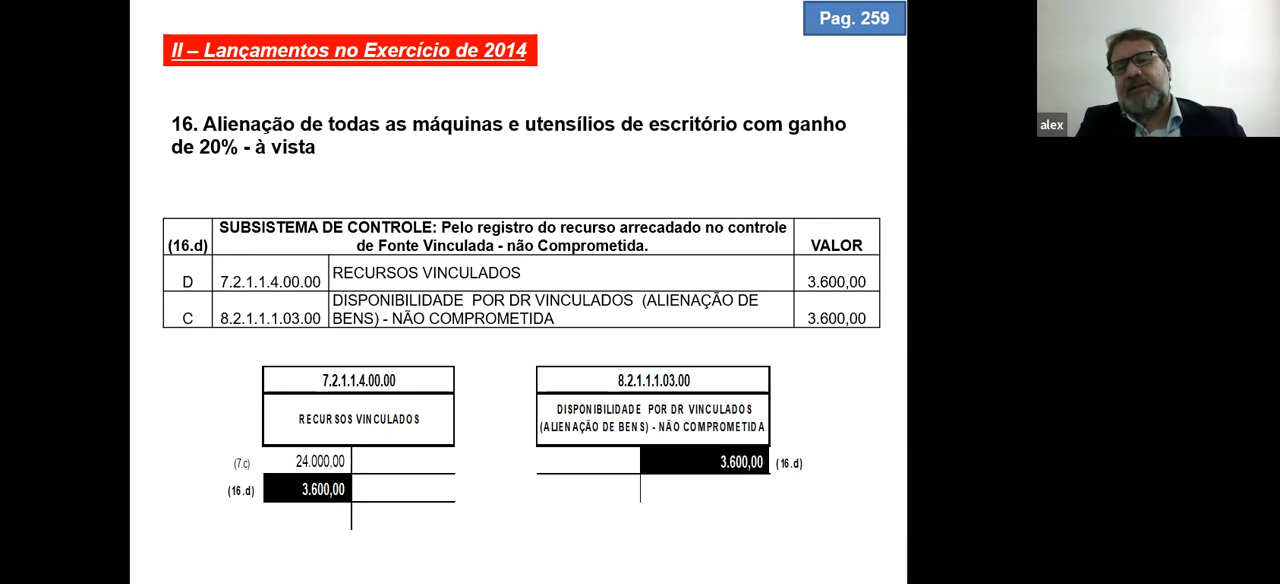 Pag. 259
II – Lançamentos no Exercício de 2014
16. Alienação de todas as máquinas e utensílios de escritório com ganho
de 20% - à vista
(16.d) SUBSISTEMA DE CONTROLE: Pelo registro do recurso arrecadado no controle
de Fonte Vinculada - não Comprometida. VALOR
D 7.2.1.1.4.00.00 RECURSOS VINCULADOS 3.600,00
C 8.2.1.1.1.03.00 DISPONIBILIDADE POR DR VINCULADOS (ALIENAÇÃO DE
BENS) - NÃO COMPROMETIDA 3.600,00
7.2.1.1.4.00.00
RECURSOS VINCULADOS
(7.c) 24.000,00
(16.d) 3.600,00
8.2.1.1.1.03.00
DISPONIBILIDADE POR DR VINCULADOS
(ALIENAÇÃO DE BENS) - NÃO COMPROMETIDA
3.600,00 (16.d)
alex